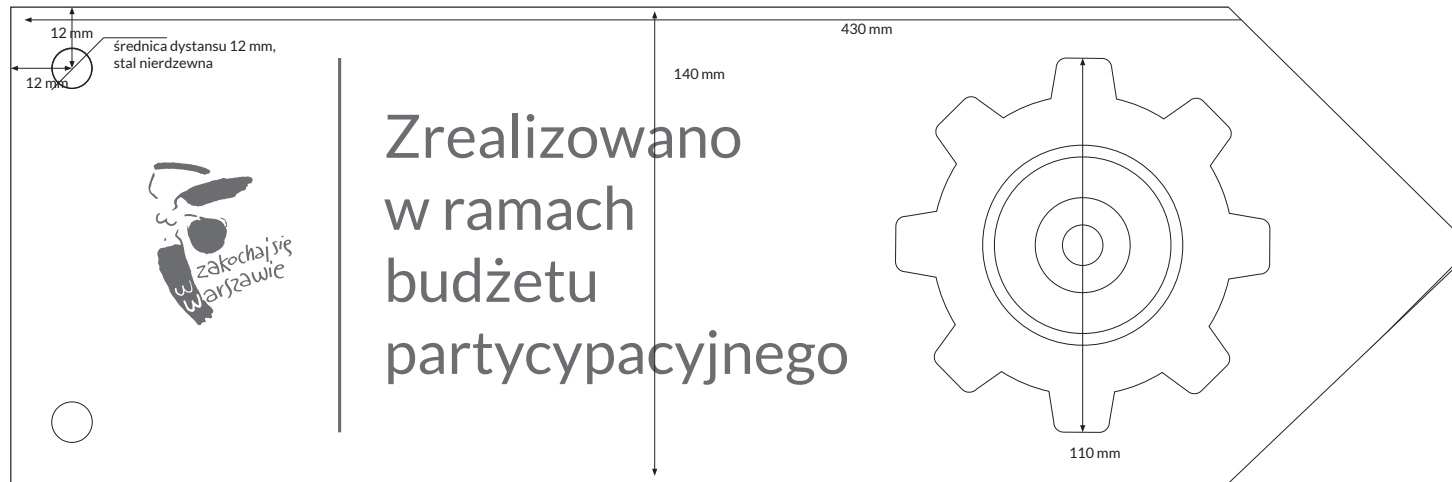 12 mm
430 mm
średnica dystansu 12 mm,
stal nierdzewna
12 mm
140 mm
Zrealizowano
w ramach
budżetu
partycypacyjnego
zakochaj się
w warszawie
110 mm